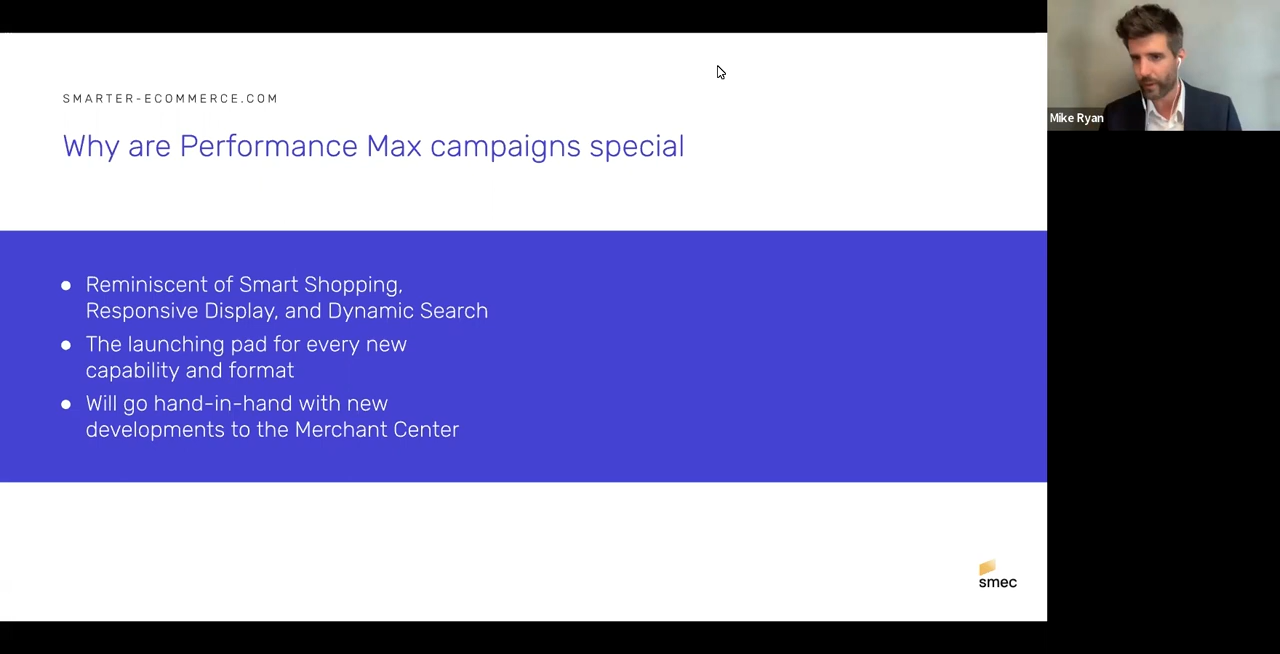 SMARTER-ECOMMERCE.COM
Why are Performance Max campaigns special
● Reminiscent of Smart Shopping,
Responsive Display, and Dynamic Search
● The launching pad for every new
capability and format
● Will go hand-in-hand with new
developments to the Merchant Center
smec
Mike Ryan